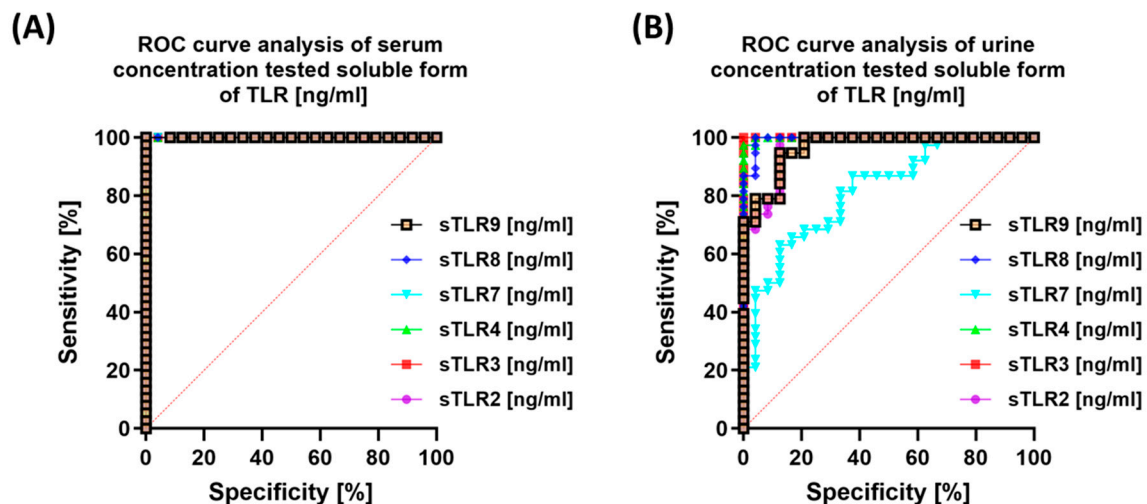 (A)
ROC curve analysis of serum
concentration tested soluble form
of TLR [ng/ml]
100
80
60
40
20
0
Sensitivity [%]
sTLR9 [ng/ml]
sTLR8 [ng/ml]
sTLR7 [ng/ml]
sTLR4 [ng/ml]
sTLR3 [ng/ml]
sTLR2 [ng/ml]
0 20 40 60 80 100
Specificity [%]
(B)
ROC curve analysis of urine
concentration tested soluble form
of TLR [ng/ml]
100
80
60
40
20
0
Sensitivity [%]
sTLR9 [ng/ml]
sTLR8 [ng/ml]
sTLR7 [ng/ml]
sTLR4 [ng/ml]
sTLR3 [ng/ml]
sTLR2 [ng/ml]
0 20 40 60 80 100
Specificity [%]